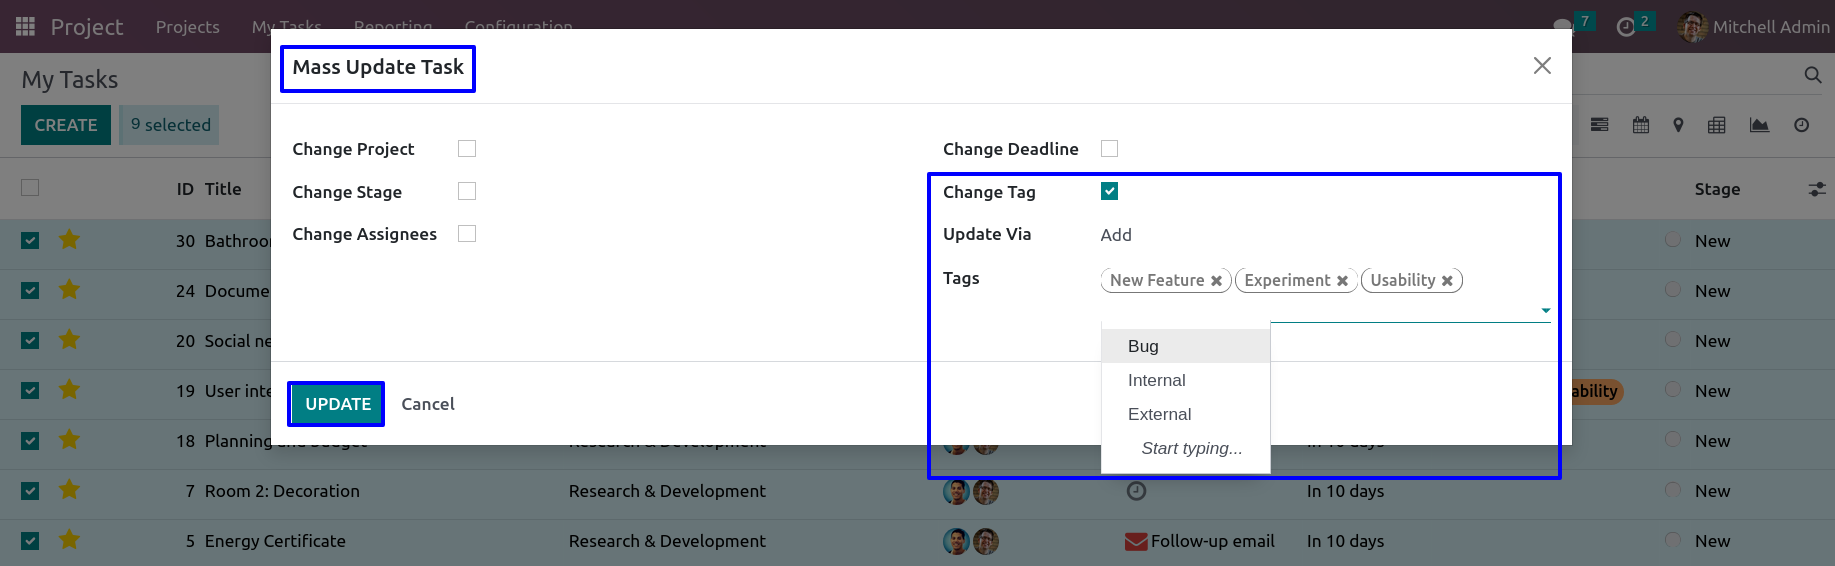 Project Projects My Tasks Reporting Configuration 7 2 Mitchell Admin
Mass Update Task
My Tasks
CREATE 9 selected
Change Project Change Deadline
Change Stage Change Tag
Change Assignees Update Via Add
Tags New Feature Experiment Usability
Bug
Internal
External
Start typing...
UPDATE Cancel
ID Title Stage
30 Bathroo New
24 Docume New
20 Social ne New
19 User inte ability New
18 Planning and budget Research & Development In 10 days New
7 Room 2: Decoration Research & Development In 10 days New
5 Energy Certificate Research & Development Follow-up email In 10 days New